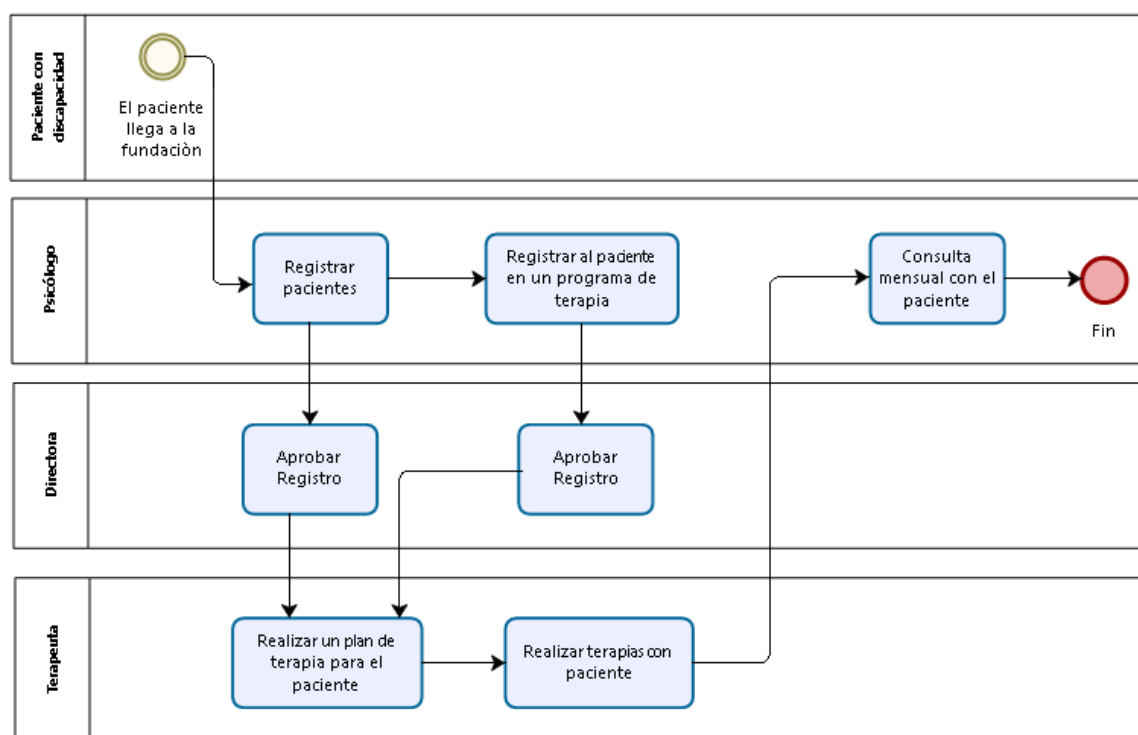 Paciente con
discapacidad
El paciente
llega a la
fundaciòn
Psicólogo
Registrar
pacientes
Registrar al paciente
en un programa de
terapia
Consulta
mensual con el
paciente
Fin
Directora
Aprobar
Registro
Aprobar
Registro
Terapeuta
Realizar un plan de
terapia para el
paciente
Realizar terapias con
paciente